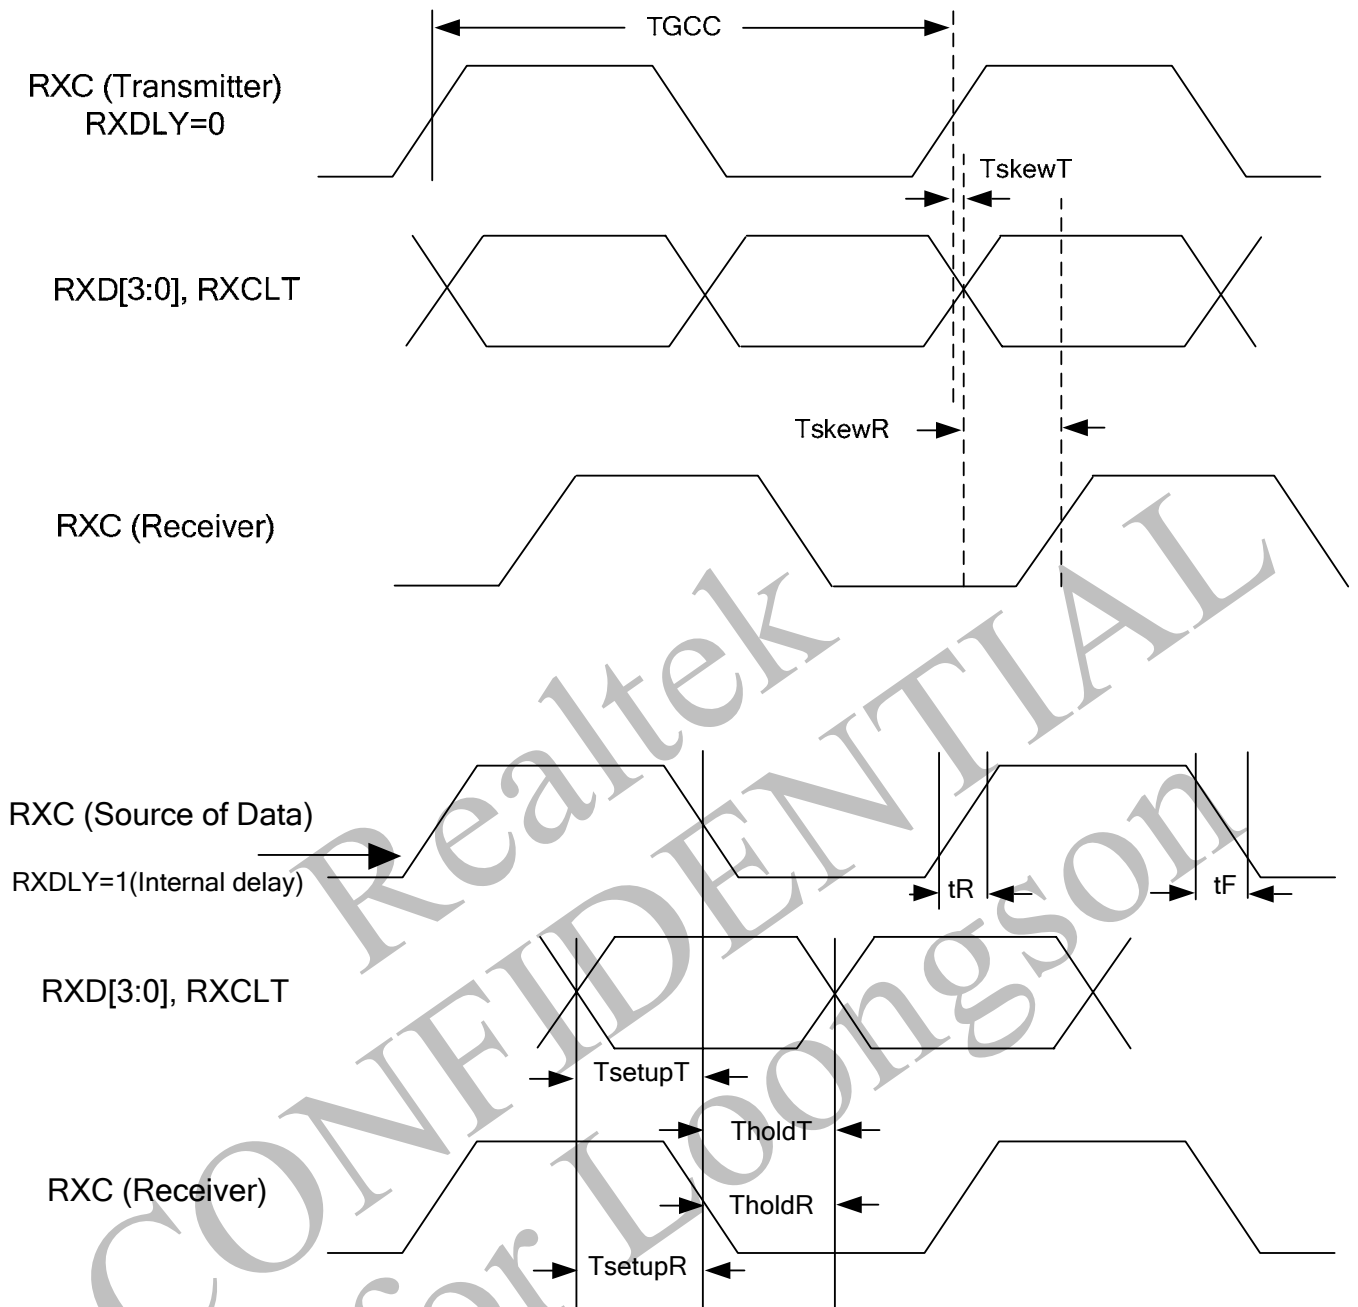 TGCC
RXC (Transmitter)
RXDLY=0
TskewT
RXD[3:0], RXCLT
TskewR
RXC (Receiver)
RXC (Source of Data)
RXDLY=1(Internal delay)
tR
tF
RXD[3:0], RXCLT
TsetupT
TholdT
RXC (Receiver)
TholdR
TsetupR
Realtek
CONFIDENTIAL
for Loongson